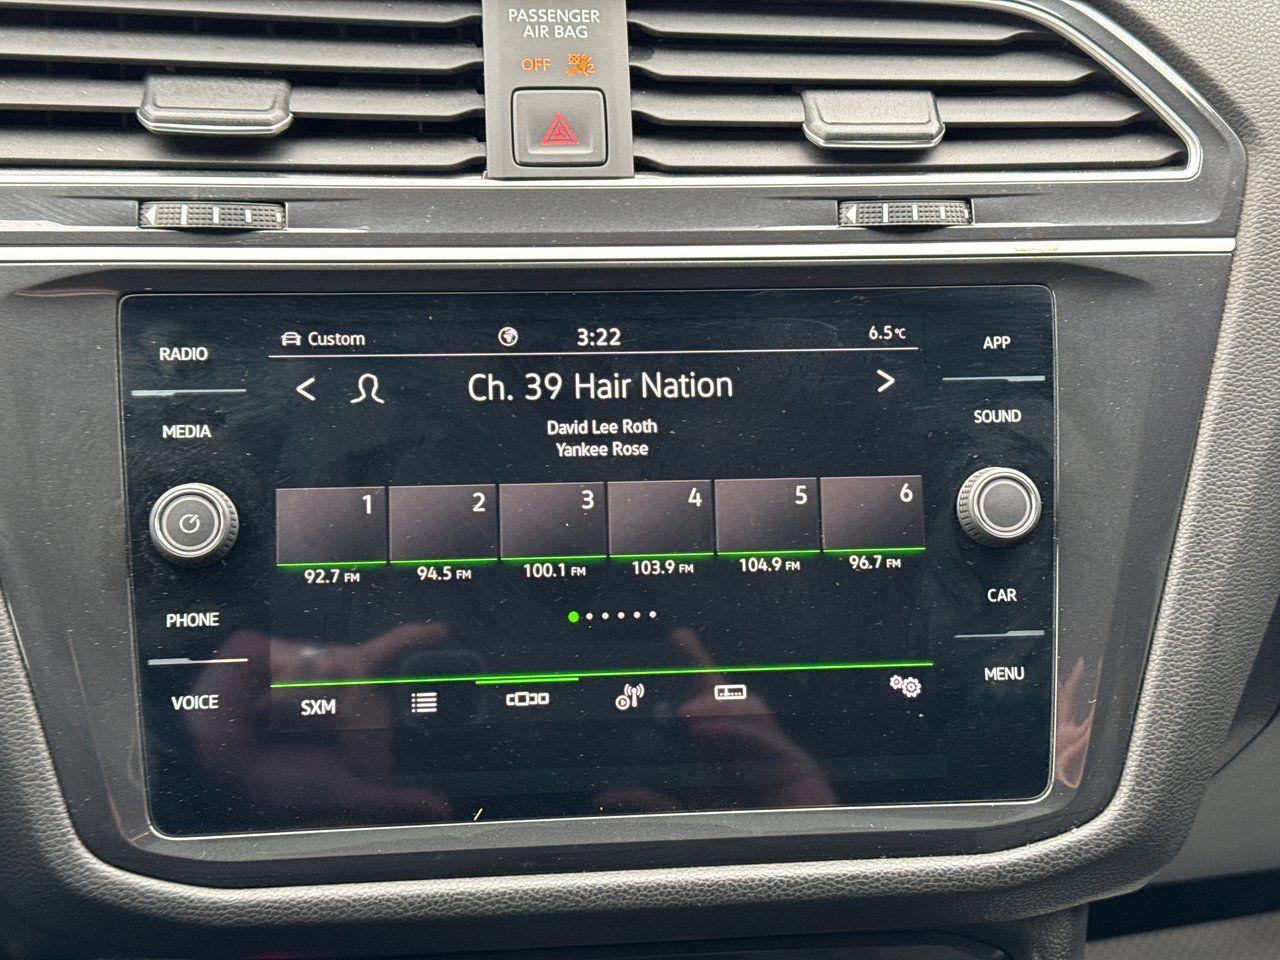 PASSENGER
AIR BAG
OFF
2
Custom
3:22
6.5°C
RADIO
MEDIA
PHONE
VOICE
Ch. 39 Hair Nation
David Lee Roth
Yankee Rose
1
2
3
4
5
6
92.7 FM
94.5 FM
100.1 FM
103.9 FM
104.9 FM
96.7 FM
SXM
APP
SOUND
CAR
MENU